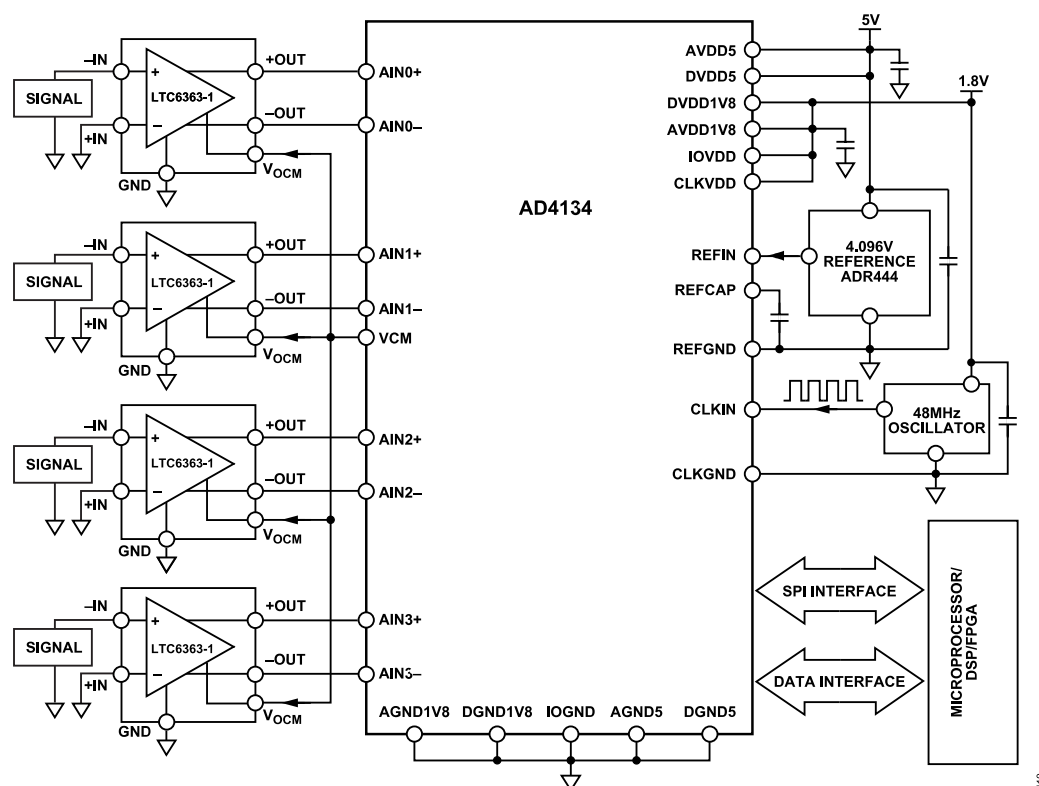 5V
1.8V
–IN
SIGNAL
+
LTC6363-1
–
+IN
GND
+OUT
–OUT
VOCM
AIN0+
AIN0–
–IN
SIGNAL
+
LTC6363-1
–
+IN
GND
+OUT
–OUT
VOCM
AIN1+
AIN1–
VCM
–IN
SIGNAL
+
LTC6363-1
–
+IN
GND
+OUT
–OUT
VOCM
AIN2+
AIN2–
–IN
SIGNAL
+
LTC6363-1
–
+IN
GND
+OUT
–OUT
VOCM
AIN3+
AIN3–
AD4134
AVDD5
DVDD5
DVDD1V8
AVDD1V8
IOVDD
CLKVDD
REFIN
REFCAP
REFGND
CLKIN
CLKGND
4.096V
REFERENCE
ADR444
48MHz
OSCILLATOR
SPI INTERFACE
DATA INTERFACE
MICROPROCESSOR/
DSP/FPGA
AGND1V8 DGND1V8 IOGND AGND5 DGND5